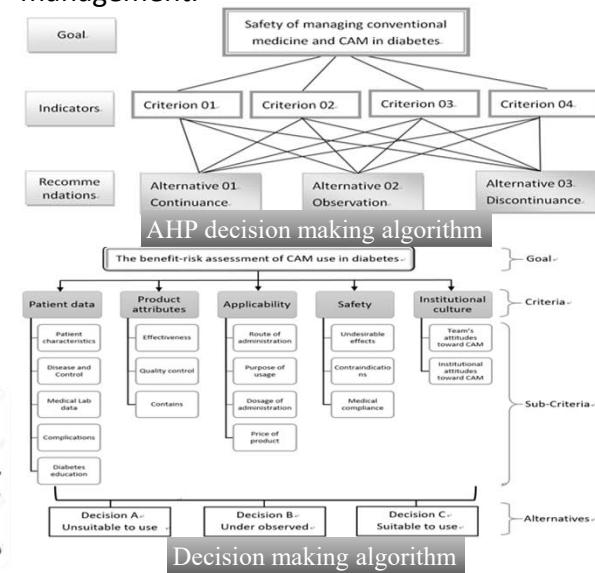 management.
Goal
Safety of managing conventional
medicine and CAM in diabetes
Indicators
Criterion 01
Criterion 02
Criterion 03
Criterion 04
Recomme
ndations
Alternative 01
Continuance
Alternative 02
Observation
Alternative 03
Discontinuance
AHP decision making algorithm
The benefit-risk assessment of CAM use in diabetes
Goal
Patient data
Product
attributes
Applicability
Safety
Institutional
culture
Criteria
Patient
characteristics
Disease and
Control
Medical Lab
data
Complications
Diabetes
education
Effectiveness
Quality control
Contains
Route of
administration
Purpose of
usage
Dosage of
administration
Price of
product
Undesirable
effects
Contraindicatio
ns
Medical
compliance
Team's
attitudes
toward CAM
Institutional
attitudes
toward CAM
Sub-Criteria
Decision A
Unsuitable to use
Decision B
Under observed
Decision C
Suitable to use
Alternatives
Decision making algorithm